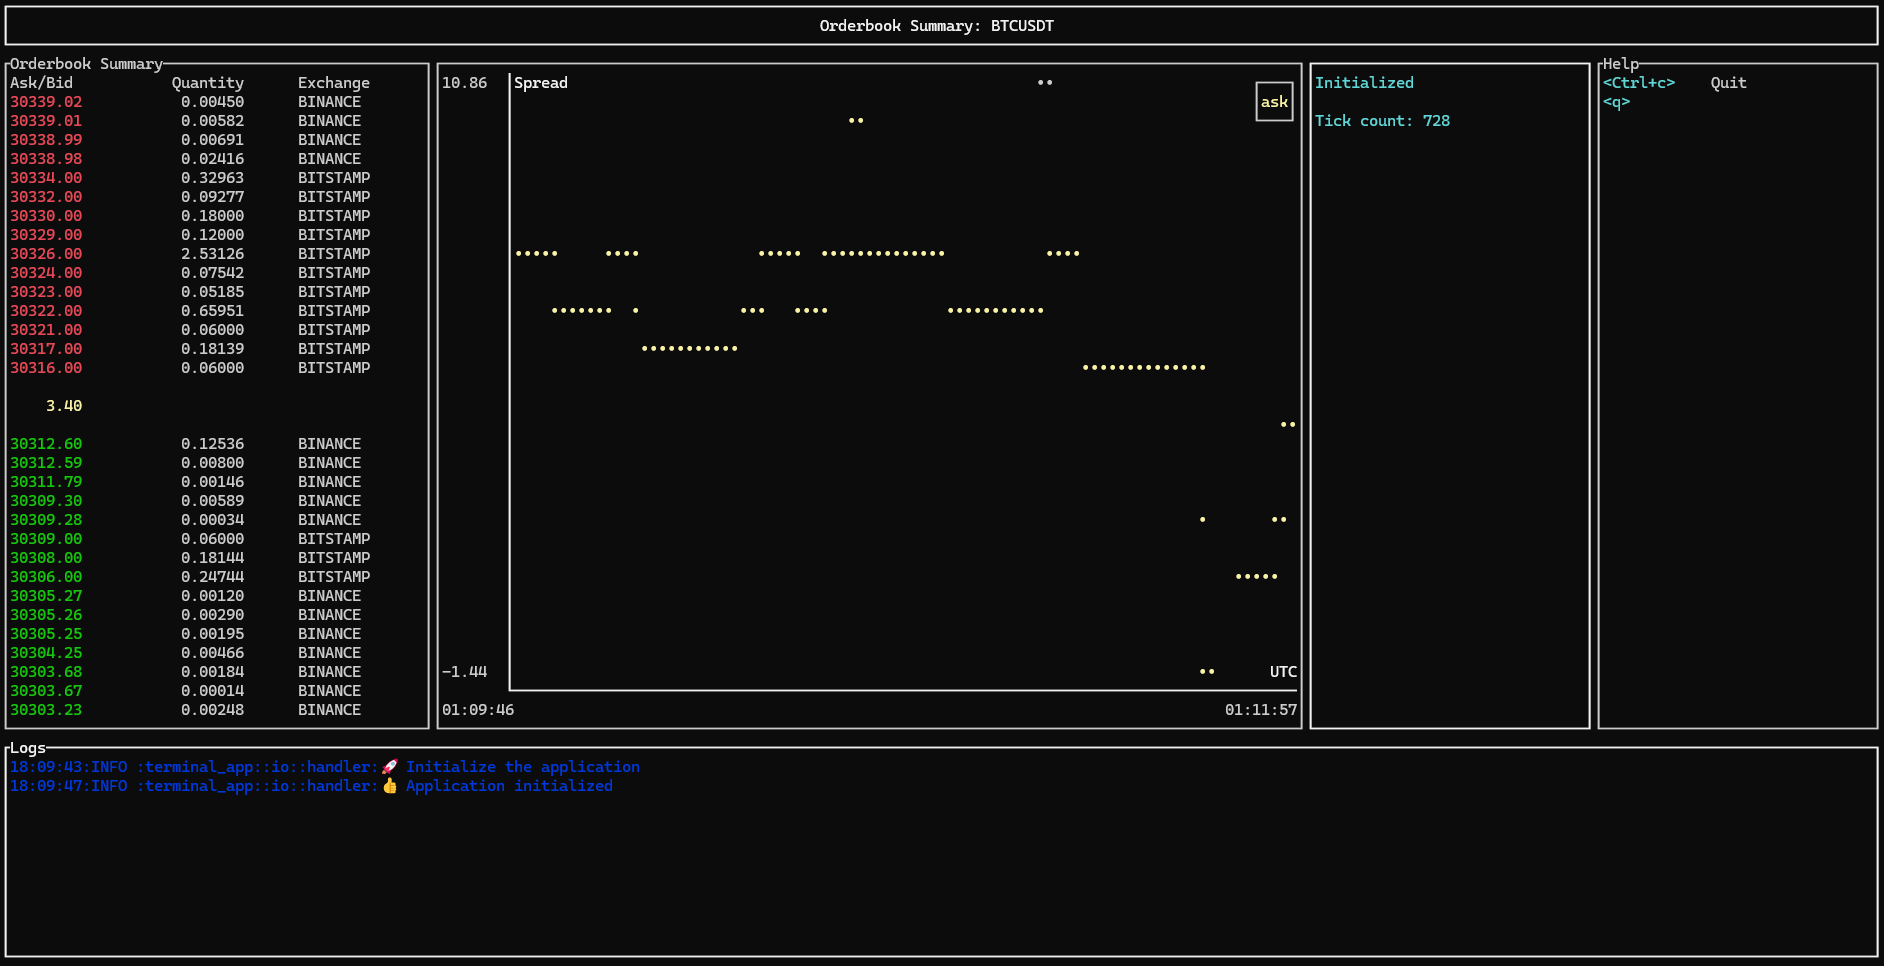 Orderbook Summary: BTCUSDT
Orderbook Summary
Ask/Bid Quantity Exchange
30339.02 0.00450 BINANCE
30339.01 0.00582 BINANCE
30338.99 0.00691 BINANCE
30338.98 0.02416 BINANCE
30334.00 0.32963 BITSTAMP
30332.00 0.09277 BITSTAMP
30330.00 0.18000 BITSTAMP
30329.00 0.12000 BITSTAMP
30326.00 2.53126 BITSTAMP
30324.00 0.07542 BITSTAMP
30323.00 0.05185 BITSTAMP
30322.00 0.65951 BITSTAMP
30321.00 0.06000 BITSTAMP
30317.00 0.18139 BITSTAMP
30316.00 0.06000 BITSTAMP
3.40
30312.60 0.12536 BINANCE
30312.59 0.00800 BINANCE
30311.79 0.00146 BINANCE
30309.30 0.00589 BINANCE
30309.28 0.00034 BINANCE
30309.00 0.06000 BITSTAMP
30308.00 0.18144 BITSTAMP
30306.00 0.24744 BITSTAMP
30305.27 0.00120 BINANCE
30305.26 0.00290 BINANCE
30305.25 0.00195 BINANCE
30304.25 0.00466 BINANCE
30303.68 0.00184 BINANCE
30303.67 0.00014 BINANCE
30303.23 0.00248 BINANCE
10.86 Spread
ask
-1.44 UTC
01:09:46 01:11:57
Initialized
Tick count: 728
Help
<Ctrl+c> Quit
<q>
Logs
18:09:43:INFO :terminal_app::io::handler:🚀 Initialize the application
18:09:47:INFO :terminal_app::io::handler:👍 Application initialized